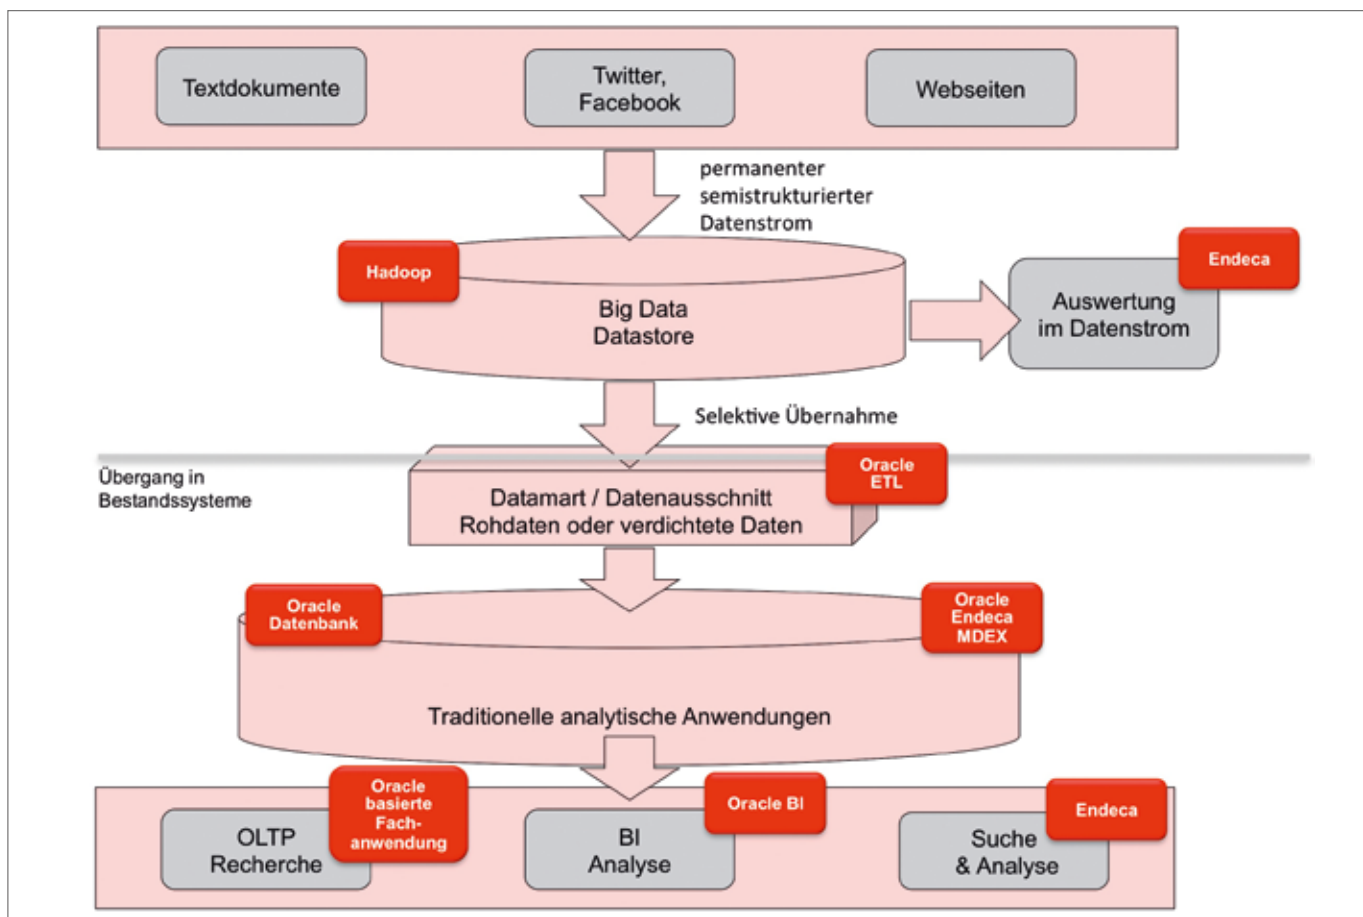 Textdokumente
Twitter,
Facebook
Webseiten
permanenter
semistrukturierter
Datenstrom
Hadoop
Big Data
Datastore
Endeca
Auswertung
im Datenstrom
Selektive Übernahme
Übergang in
Bestandssysteme
Oracle
ETL
Datamart / Datenausschnitt
Rohdaten oder verdichtete Daten
Oracle
Datenbank
Oracle
Endeca
MDEX
Traditionelle analytische Anwendungen
OLTP
Recherche
Oracle
basierte
Fach-
anwendung
BI
Analyse
Oracle BI
Suche
& Analyse
Endeca